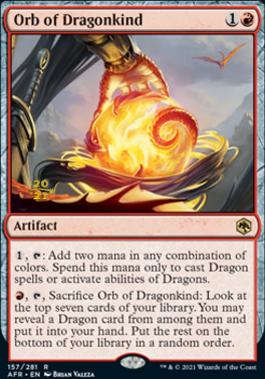 Orb of Dragonkind 1
20
21
Artifact
1, : Add two mana in any combination of
colors. Spend this mana only to cast Dragon
spells or activate abilities of Dragons.
, , Sacrifice Orb of Dragonkind: Look at
the top seven cards of your library. You may
reveal a Dragon card from among them and
put it into your hand. Put the rest on the
bottom of your library in a random order.
157/281 R
AFR • EN BRIAN VALEZA
™ & © 2021 Wizards of the Coast